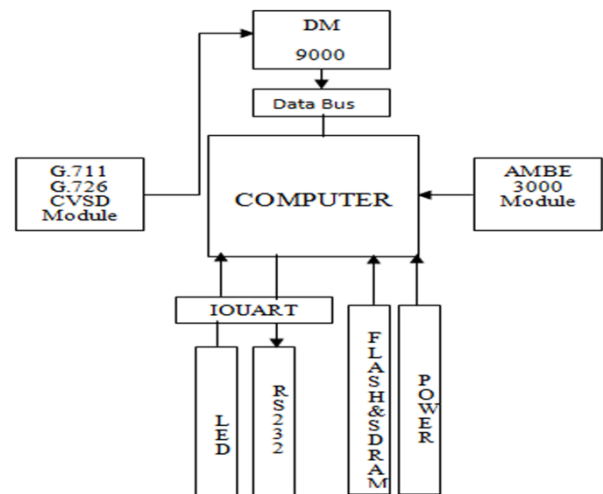 DM
9000
Data Bus
G.711
G.726
CVSD
Module
COMPUTER
AMBE
3000
Module
IOUART
LED
RS232
FLASH&SDRAM
POWER